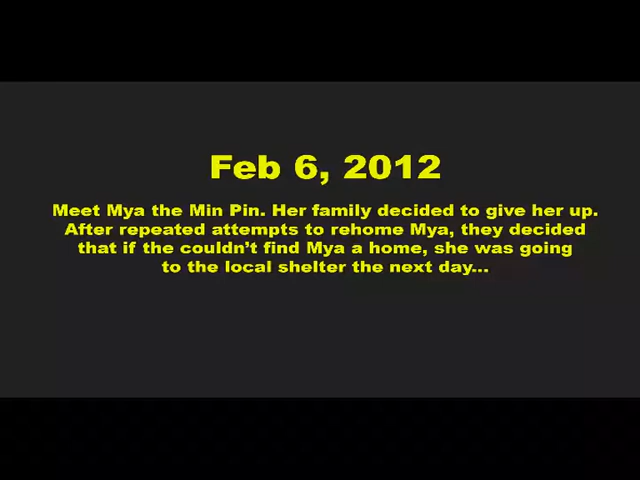 Feb 6, 2012
Meet Mya the Min Pin. Her family decided to give her up.
After repeated attempts to rehome Mya, they decided
that if the couldn't find Mya a home, she was going
to the local shelter the next day...